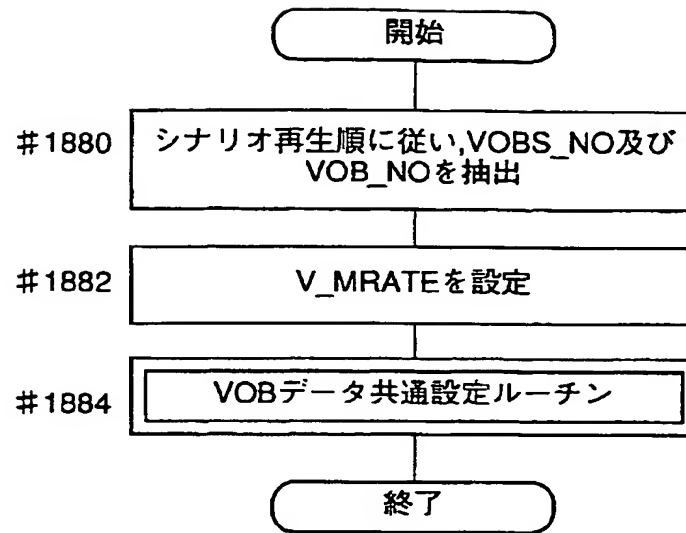 開始
#1880
シナリオ再生順に従い,VOBS_NO及び
VOB_NOを抽出
#1882
V_MRATEを設定
#1884
VOBデータ共通設定ルーチン
終了